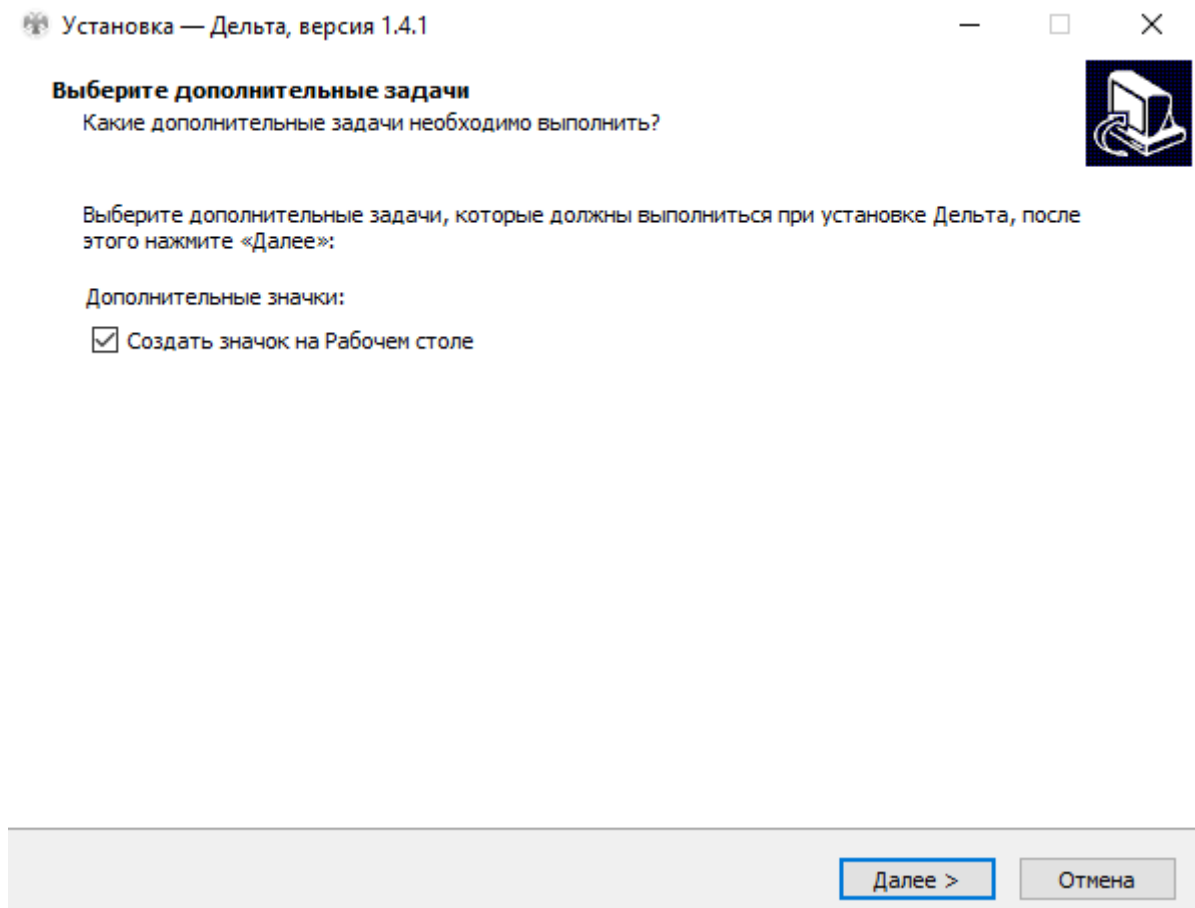 Установка — Дельта, версия 1.4.1
Выберите дополнительные задачи
Какие дополнительные задачи необходимо выполнить?
Выберите дополнительные задачи, которые должны выполниться при установке Дельта, после
этого нажмите «Далее»:
Дополнительные значки:
Создать значок на Рабочем столе
Далее >
Отмена